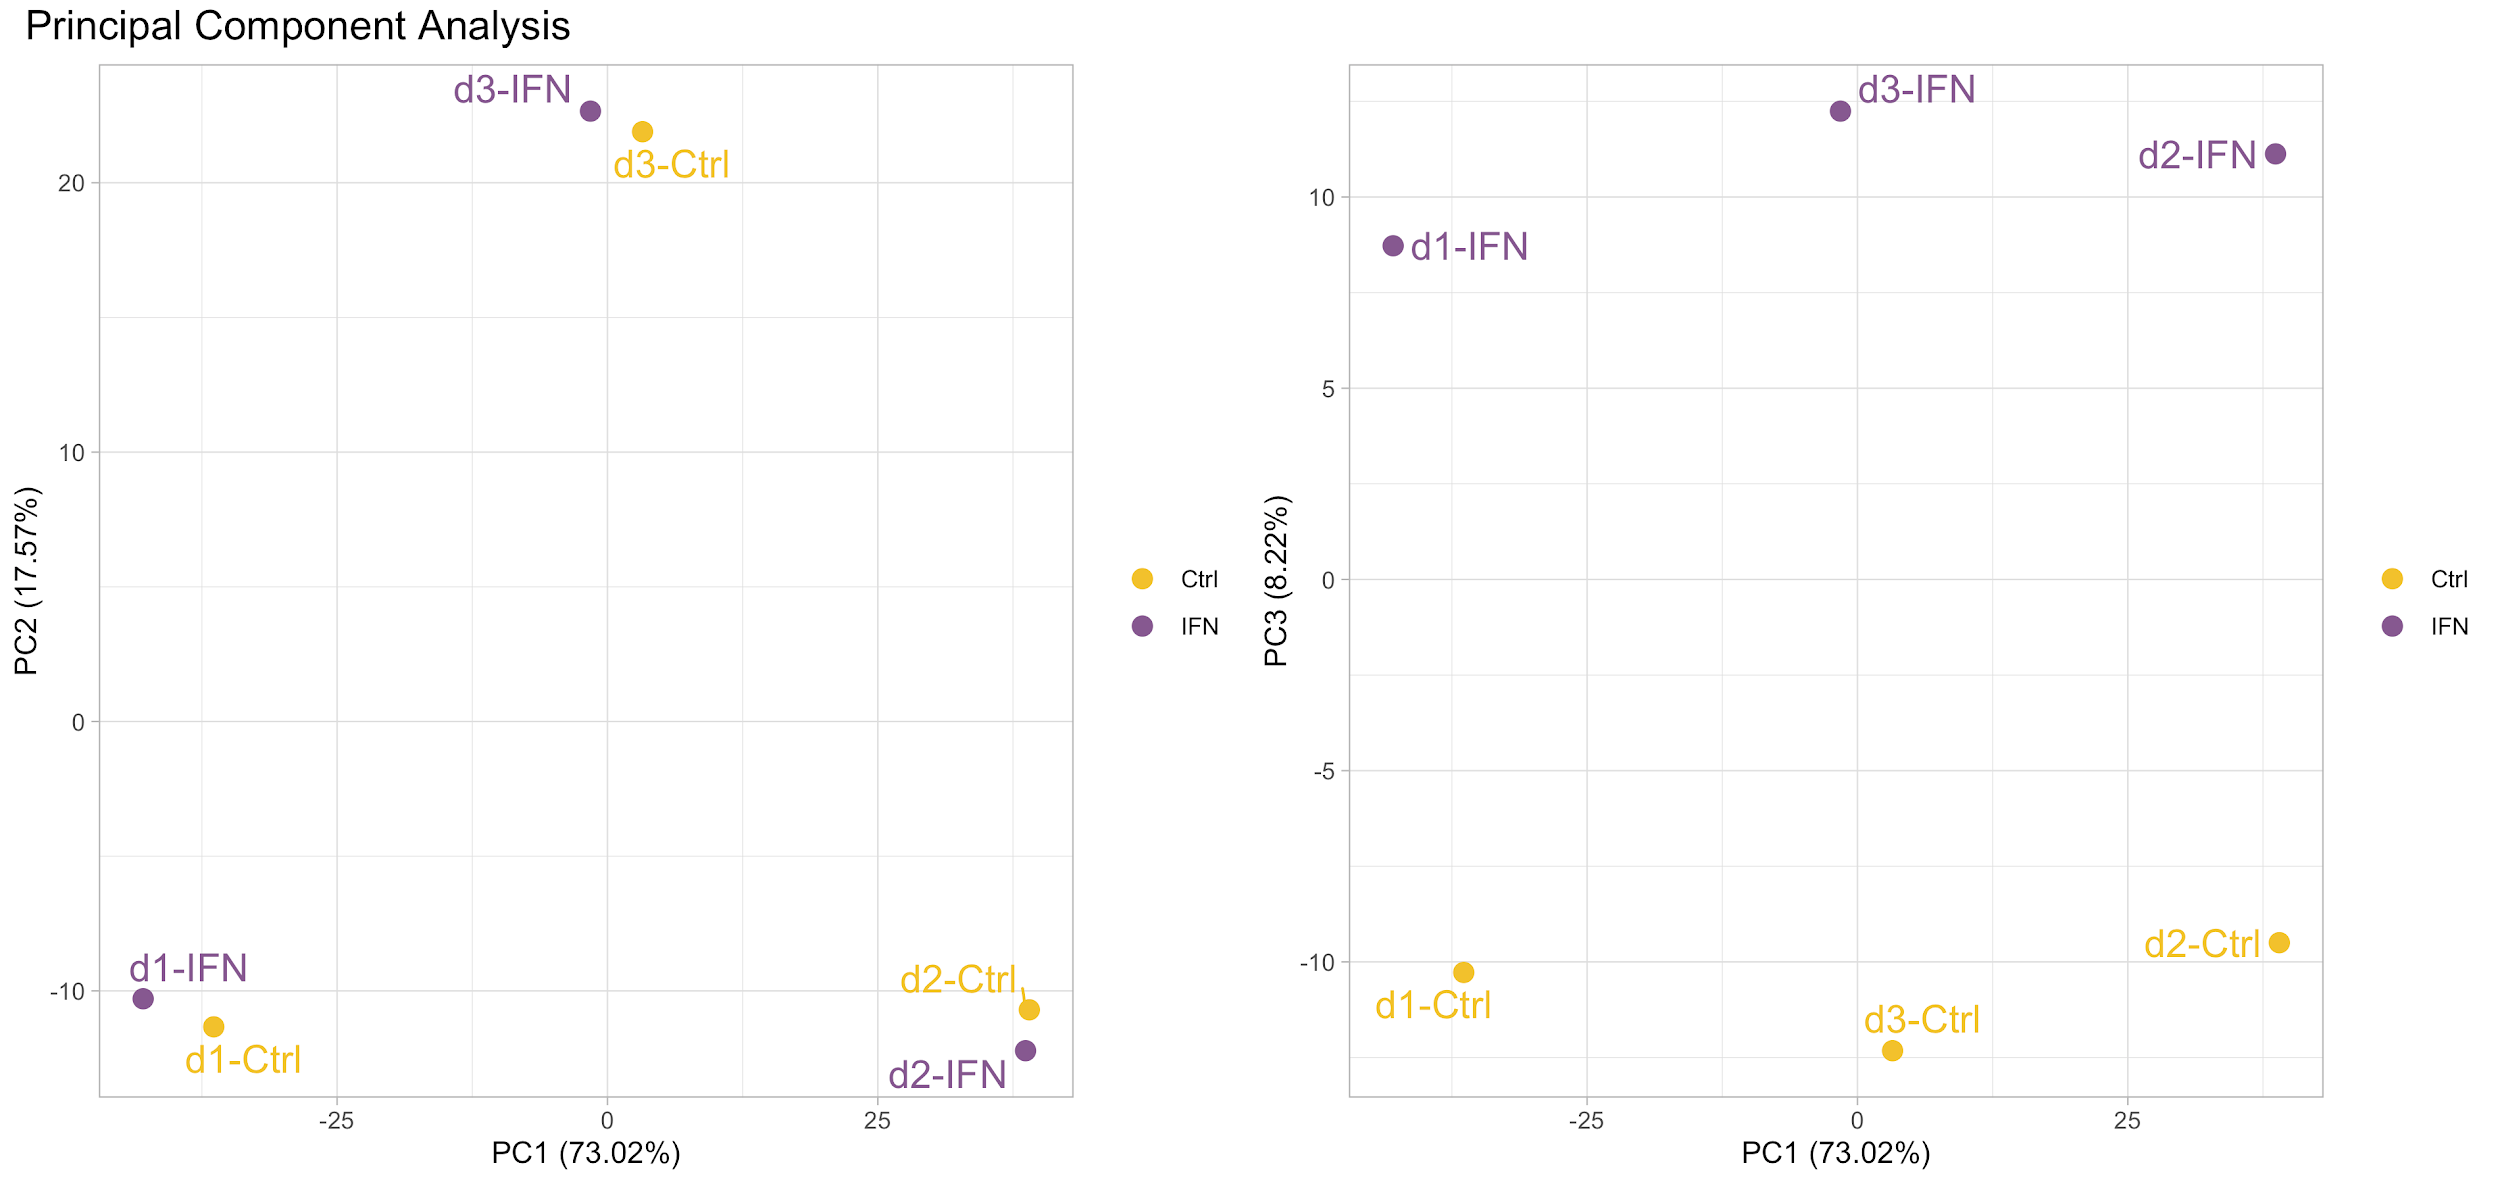 Principal Component Analysis
d3-IFN
d3-Ctrl
20
10
0
-10
d1-IFN
d1-Ctrl
d2-Ctrl
d2-IFN
-25
0
25
PC1 (73.02%)
PC2 (17.57%)
Ctrl
IFN
d3-IFN
d2-IFN
d1-IFN
10
5
0
-5
-10
d2-Ctrl
d1-Ctrl
d3-Ctrl
-25
0
25
PC1 (73.02%)
PC3 (8.22%)
Ctrl
IFN